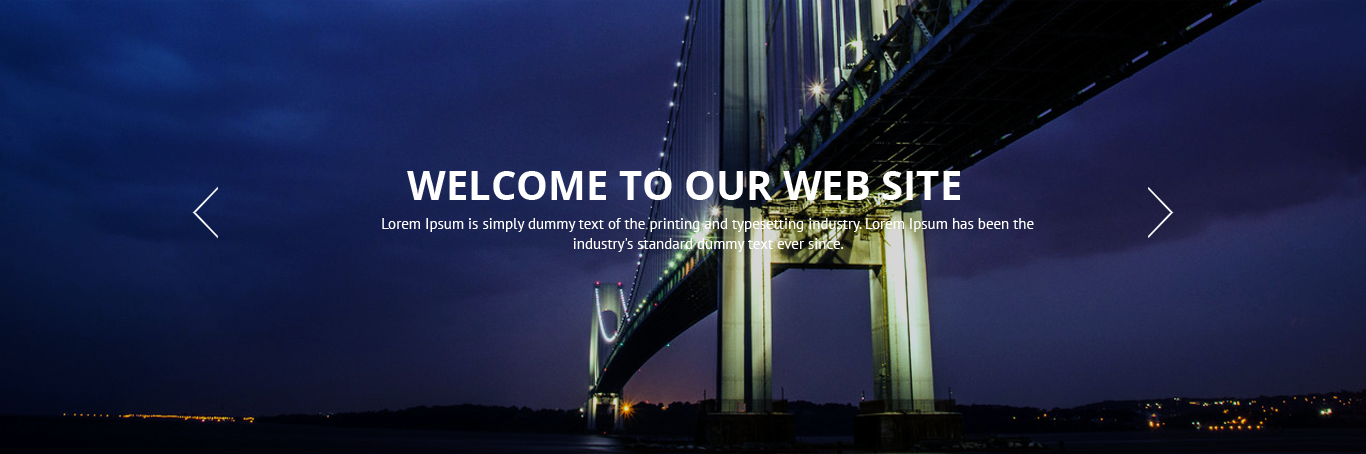 WELCOME TO OUR WEB SITE
Lorem Ipsum is simply dummy text of the printing and typesetting industry. Lorem Ipsum has been the
industry's standard dummy text ever since.